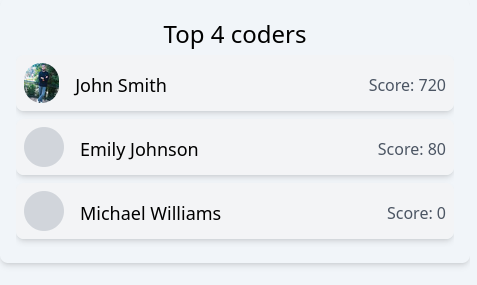 Top 4 coders
John Smith Score: 720
Emily Johnson Score: 80
Michael Williams Score: 0